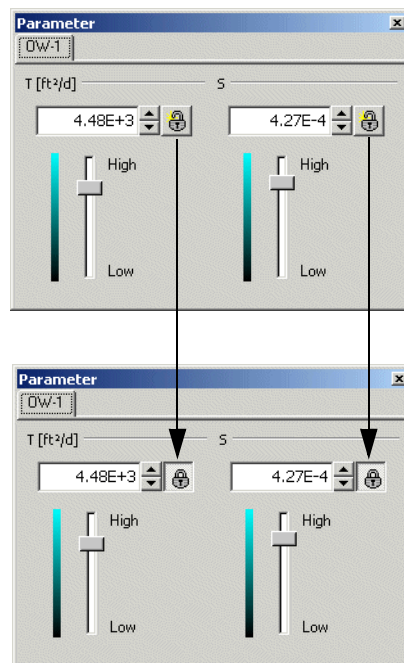 Parameter
OW-1
T [ft²/d] S
4.48E+3 4.27E-4
High High
Low Low
Parameter
OW-1
T [ft²/d] S
4.48E+3 4.27E-4
High High
Low Low